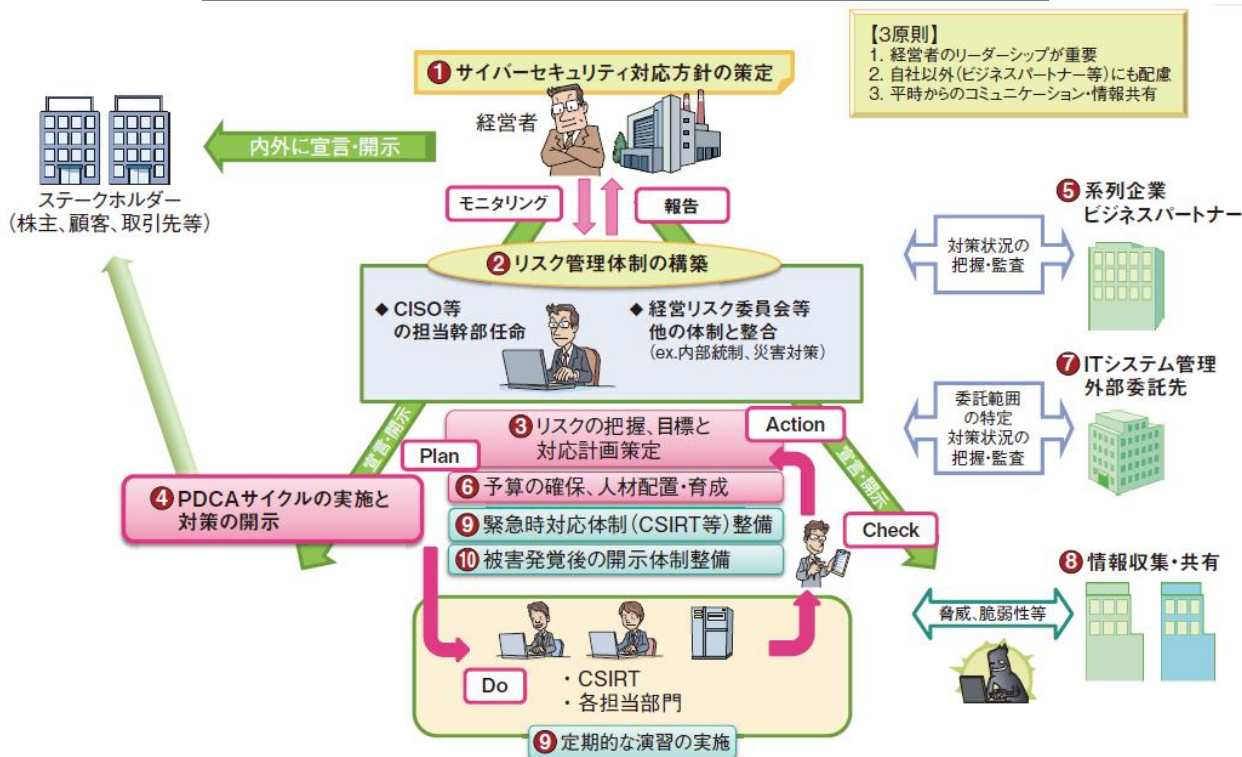 【3原則】
1. 経営者のリーダーシップが重要
2. 自社以外(ビジネスパートナー等)にも配慮
3. 平時からのコミュニケーション・情報共有
❶サイバーセキュリティ対応方針の策定
経営者
内外に宣言・開示
ステークホルダー
(株主、顧客、取引先等)
モニタリング
報告
❷リスク管理体制の構築
◆ CISO等
の担当幹部任命
◆ 経営リスク委員会等
他の体制と整合
(ex.内部統制、災害対策)
宣言・開示
宣言・開示
❸リスクの把握、目標と
対応計画策定
Plan
Action
❹PDCAサイクルの実施と
対策の開示
❻予算の確保、人材配置・育成
❾緊急時対応体制(CSIRT等)整備
❿被害発覚後の開示体制整備
Check
Do
・CSIRT
・各担当部門
❾定期的な演習の実施
❺系列企業
ビジネスパートナー
対策状況の
把握・監査
❼ITシステム管理
外部委託先
委託範囲
の特定
対策状況の
把握・監査
❽情報収集・共有
脅威、脆弱性等